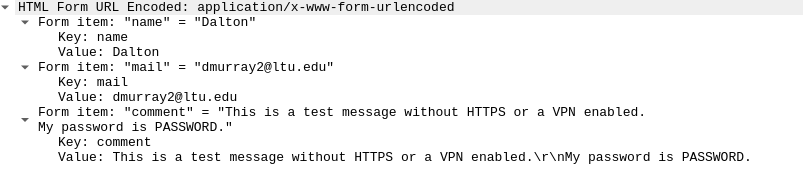 HTML Form URL Encoded: application/x-www-form-urlencoded
Form item: "name" = "Dalton"
Key: name
Value: Dalton
Form item: "mail" = "dmurray2@ltu.edu"
Key: mail
Value: dmurray2@ltu.edu
Form item: "comment" = "This is a test message without HTTPS or a VPN enabled.
My password is PASSWORD."
Key: comment
Value: This is a test message without HTTPS or a VPN enabled.\r\nMy password is PASSWORD.